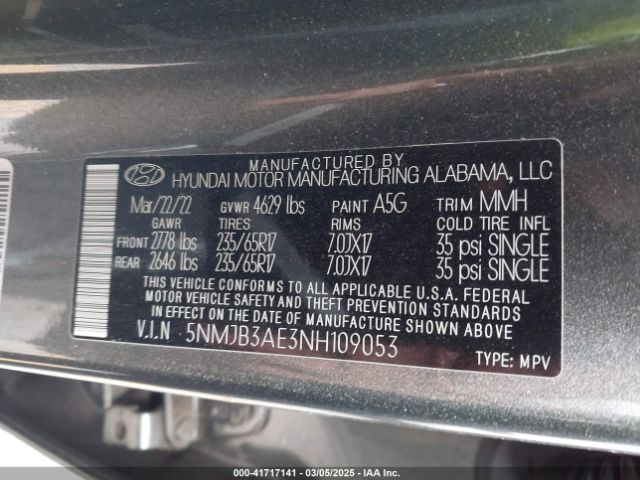 MANUFACTURED BY
HYUNDAI MOTOR MANUFACTURING ALABAMA, LLC
Mar/22/22 GVWR 4629 lbs PAINT A5G TRIM MMH
GAWR TIRES RIMS COLD TIRE INFL
FRONT 2778 lbs 235/65R17 7.0JX17 35 psi SINGLE
REAR 2646 lbs 235/65R17 7.0JX17 35 psi SINGLE
THIS VEHICLE CONFORMS TO ALL APPLICABLE U.S.A. FEDERAL
MOTOR VEHICLE SAFETY AND THEFT PREVENTION STANDARDS
IN EFFECT ON THE DATE OF MANUFACTURE SHOWN ABOVE.
V.I.N 5NMJB3AE3NH109053
TYPE: MPV
000-41717141 — 03/05/2025 — IAA Inc.